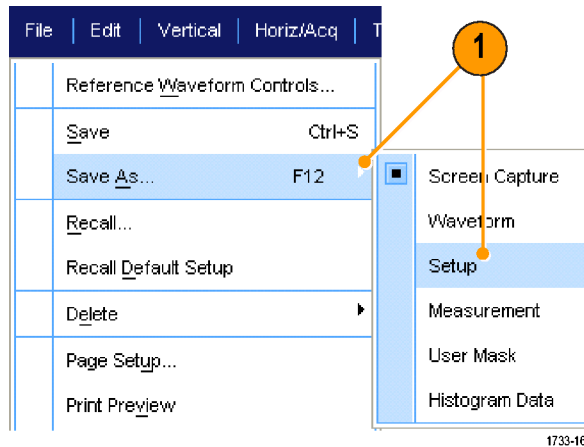 File Edit Vertical Horiz/Acq T
1
Reference Waveform Controls...
Save Ctrl+S
Save As... F12
Screen Capture
Recall...
Waveform
Recall Default Setup
Setup
Delete
Measurement
Page Setup...
User Mask
Print Preview
Histogram Data
1733-16